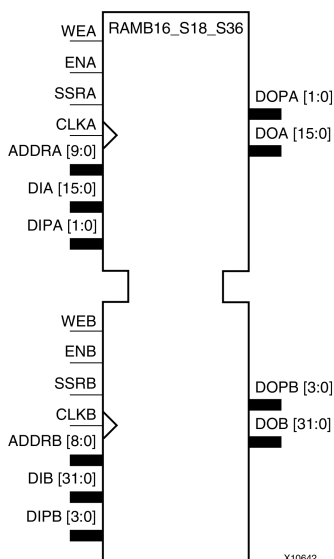 RAMB16_S18_S36
WEA
ENA
SSRA
CLKA
ADDRA [9:0]
DIA [15:0]
DIPA [1:0]
DOPA [1:0]
DOA [15:0]
WEB
ENB
SSRB
CLKB
ADDRB [8:0]
DIB [31:0]
DIPB [3:0]
DOPB [3:0]
DOB [31:0]
X10642